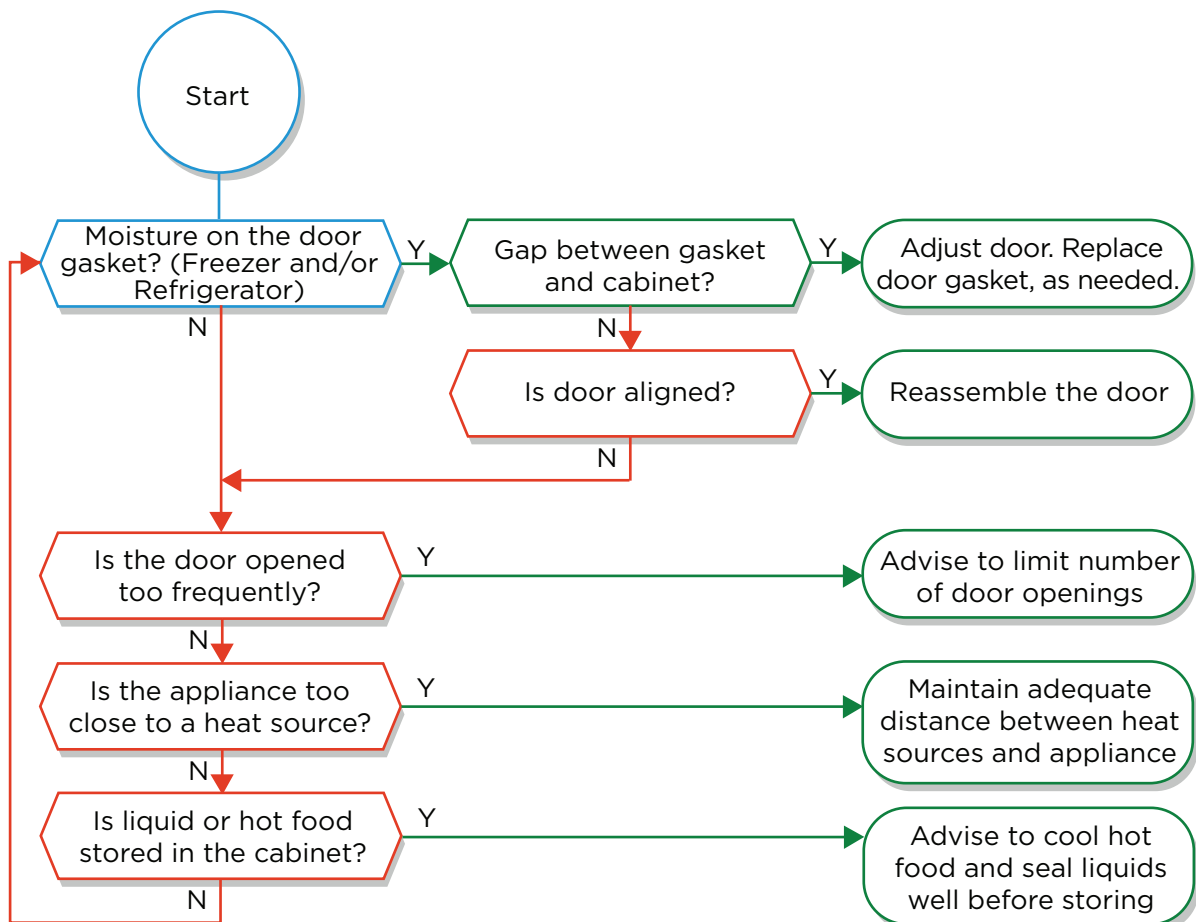 Start
Moisture on the door
gasket? (Freezer and/or
Refrigerator)
Y
Gap between gasket
and cabinet?
Y
Adjust door. Replace
door gasket, as needed.
N
N
Is door aligned?
Y
Reassemble the door
N
Is the door opened
too frequently?
Y
Advise to limit number
of door openings
N
Is the appliance too
close to a heat source?
Y
Maintain adequate
distance between heat
sources and appliance
N
Is liquid or hot food
stored in the cabinet?
Y
Advise to cool hot
food and seal liquids
well before storing
N